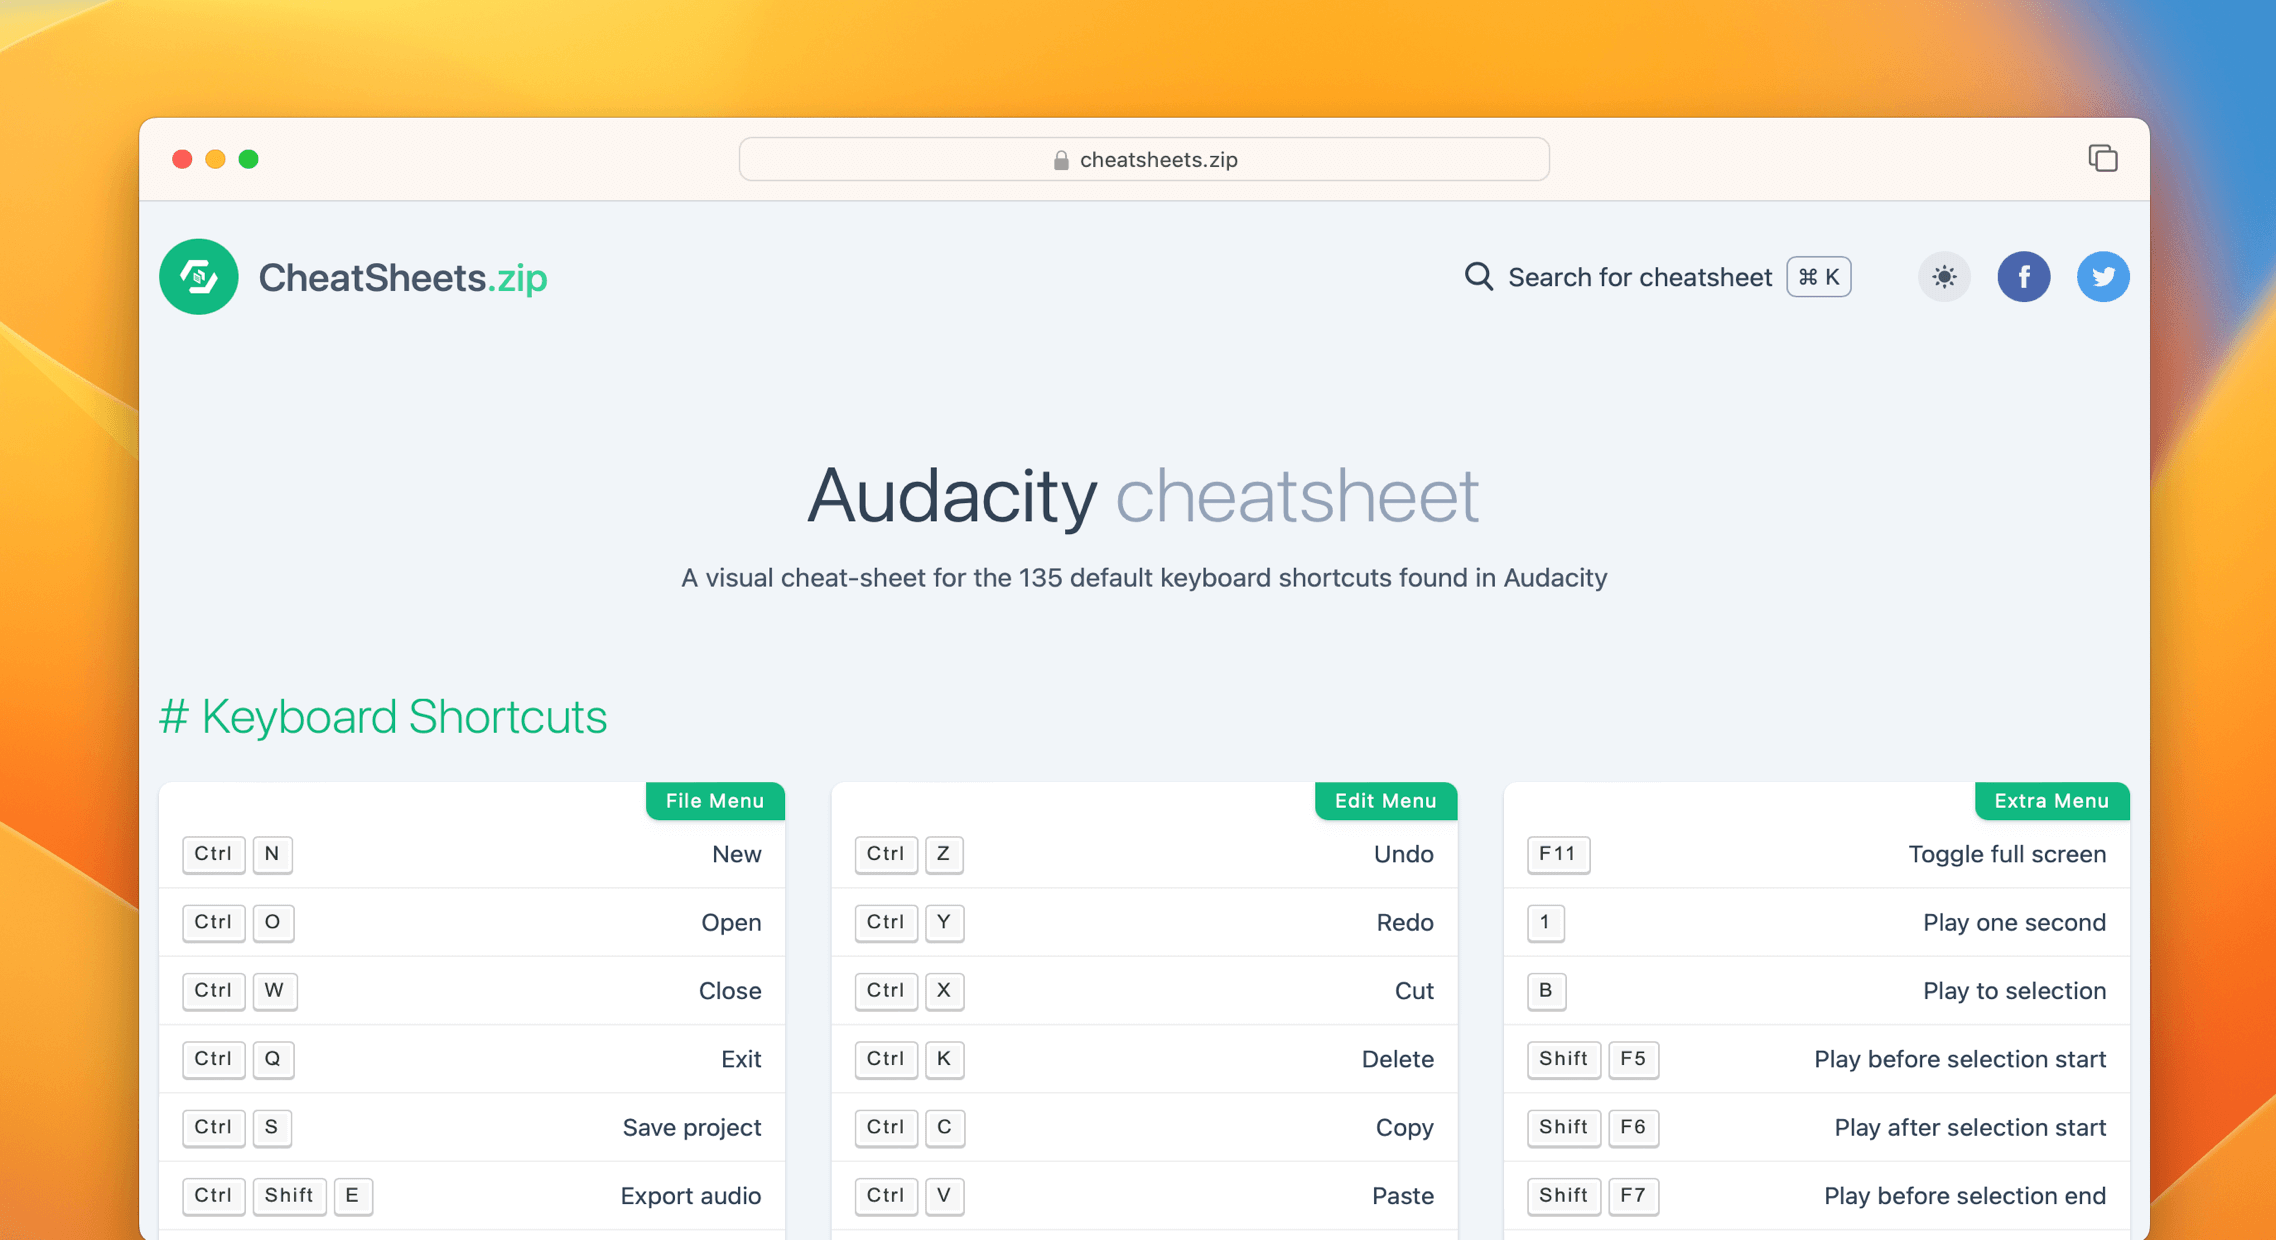 cheatsheets.zip
CheatSheets.zip
Search for cheatsheet ⌘ K
f
Audacity cheatsheet
A visual cheat-sheet for the 135 default keyboard shortcuts found in Audacity
# Keyboard Shortcuts
File Menu
Ctrl N New
Ctrl O Open
Ctrl W Close
Ctrl Q Exit
Ctrl S Save project
Ctrl Shift E Export audio
Edit Menu
Ctrl Z Undo
Ctrl Y Redo
Ctrl X Cut
Ctrl K Delete
Ctrl C Copy
Ctrl V Paste
Extra Menu
F11 Toggle full screen
1 Play one second
B Play to selection
Shift F5 Play before selection start
Shift F6 Play after selection start
Shift F7 Play before selection end